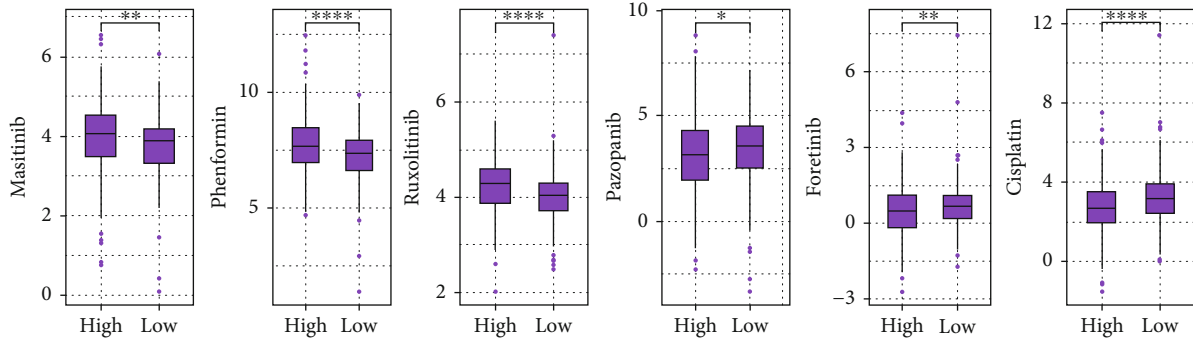 **
Masitinib
6
4
2
0
High Low
****
Phenformin
10
5
High Low
****
Ruxolitinib
6
4
2
High Low
*
Pazopanib
10
5
0
High Low
**
Foretinib
6
3
0
−3
High Low
****
Cisplatin
12
8
4
0
High Low